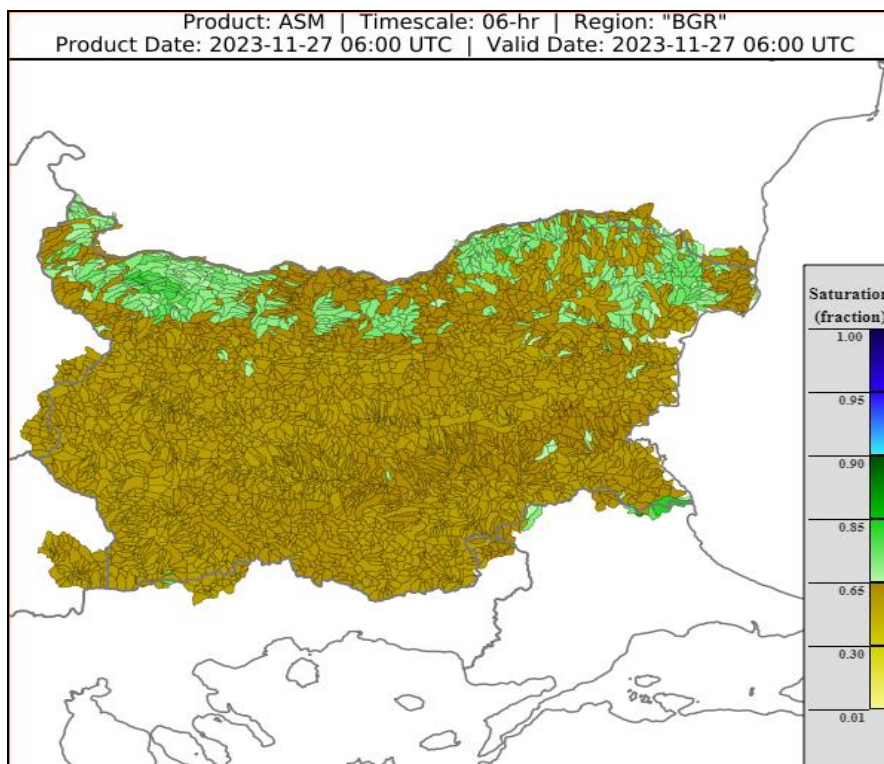 Product: ASM | Timescale: 06-hr | Region: "BGR"
Product Date: 2023-11-27 06:00 UTC | Valid Date: 2023-11-27 06:00 UTC
Saturation
(fraction)
1.00
0.95
0.90
0.85
0.65
0.30
0.01